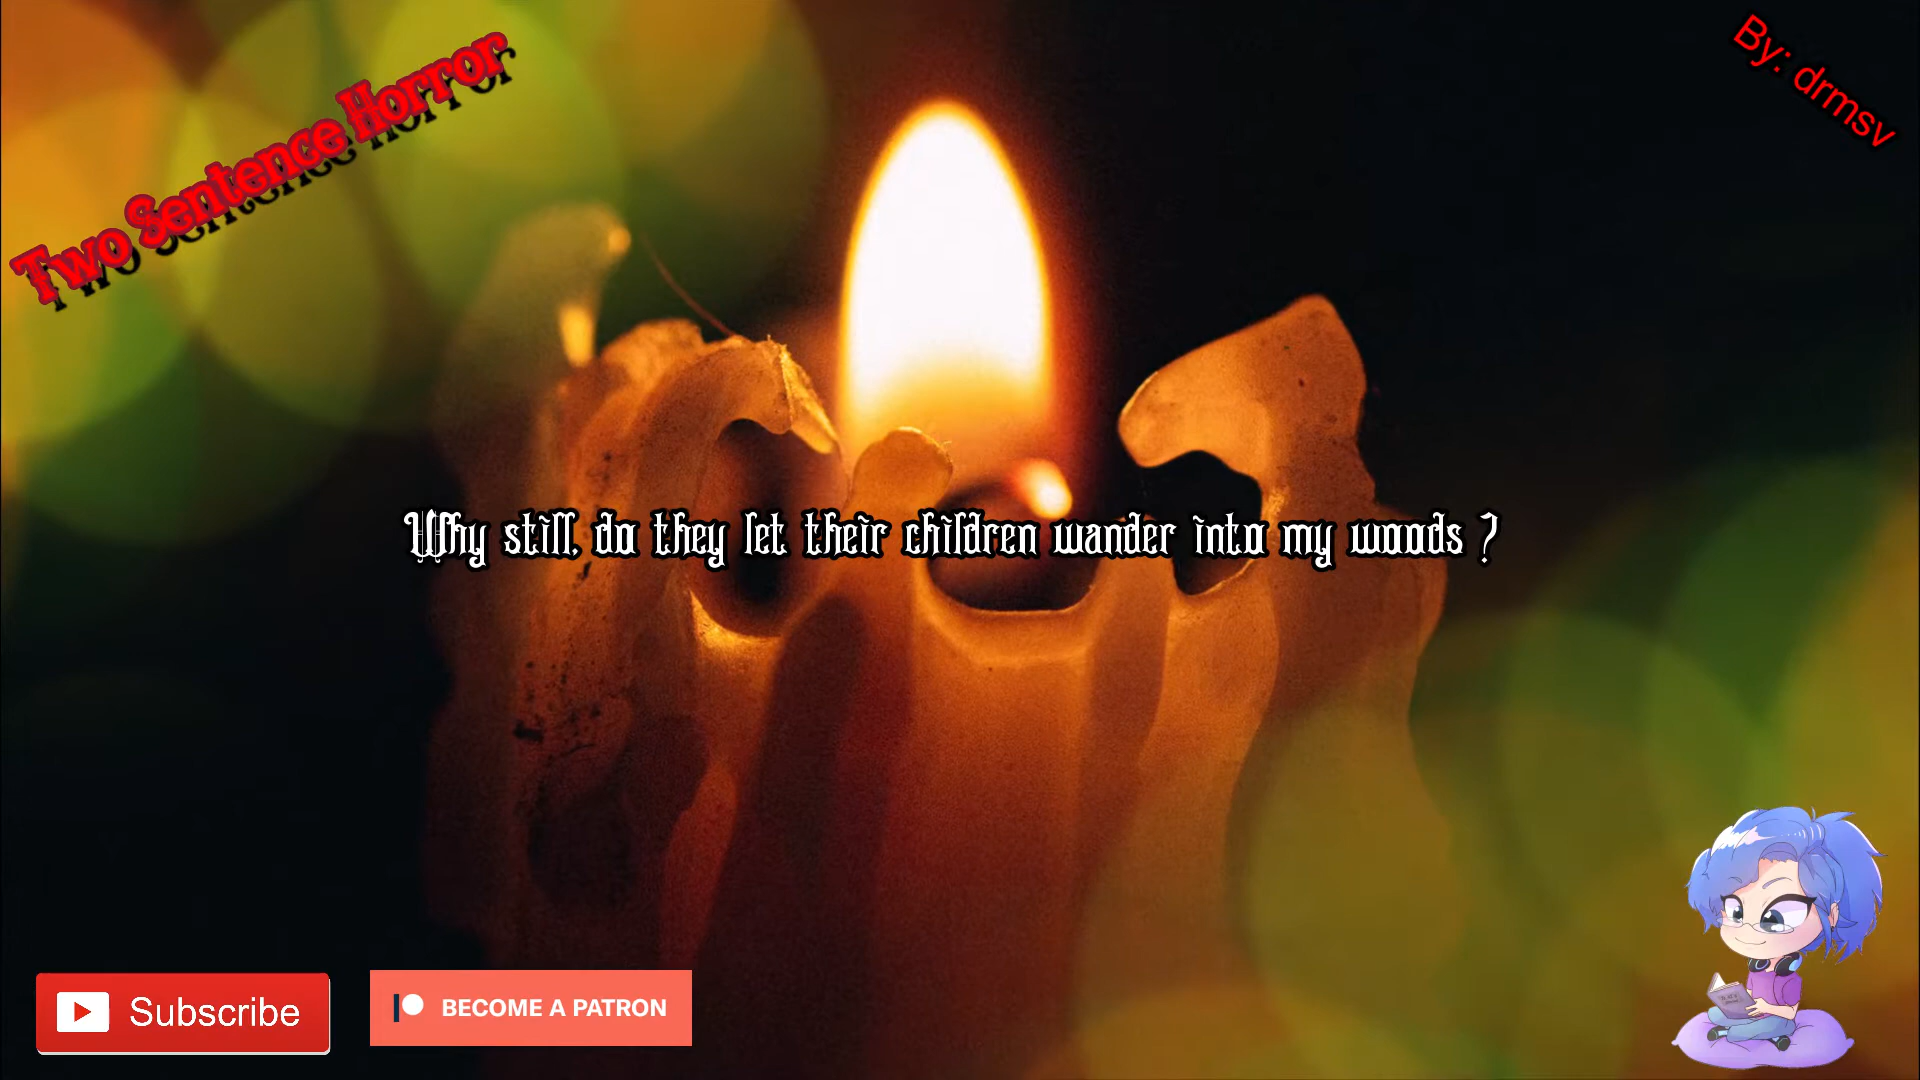 Two Sentence Horror
By: drmsv
Why still, do they let their children wander into my woods ?
Subscribe
BECOME A PATRON